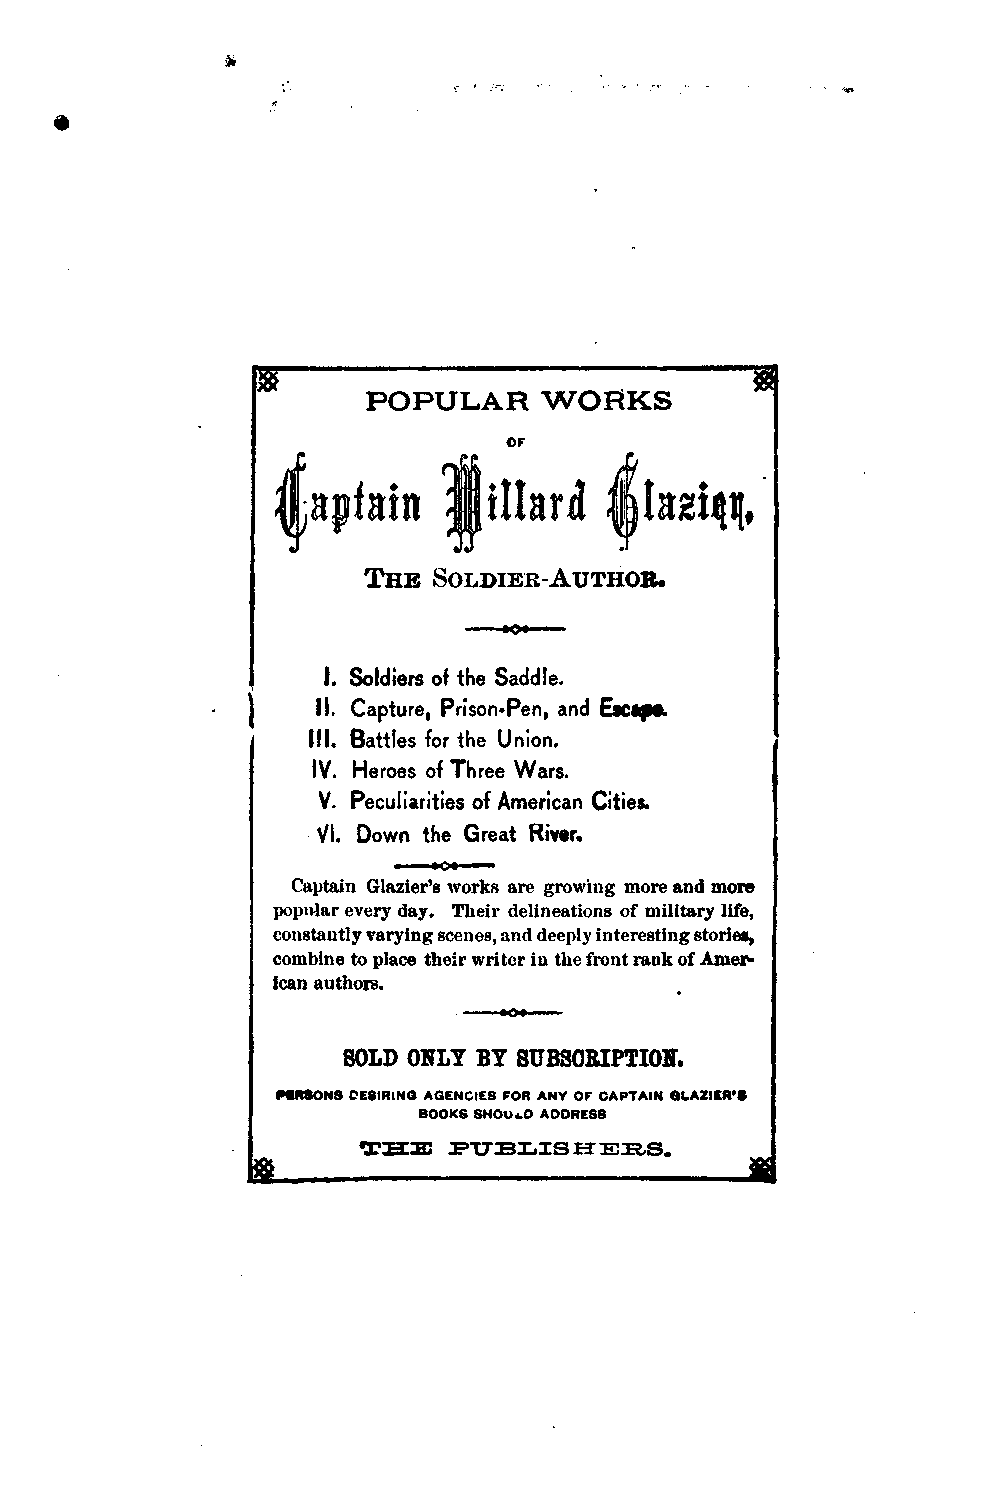 POPULAR WORKS
OF
Captain Willard Glazier,
THE SOLDIER-AUTHOR.
I. Soldiers of the Saddle.
II. Capture, Prison-Pen, and Escape.
III. Battles for the Union.
IV. Heroes of Three Wars.
V. Peculiarities of American Cities.
VI. Down the Great River.
Captain Glazier's works are growing more and more
popular every day. Their delineations of military life,
constantly varying scenes, and deeply interesting stories,
combine to place their writer in the front rank of Amer-
ican authors.
SOLD ONLY BY SUBSCRIPTION.
PERSONS DESIRING AGENCIES FOR ANY OF CAPTAIN GLAZIER'S
BOOKS SHOULD ADDRESS
THE PUBLISHERS.